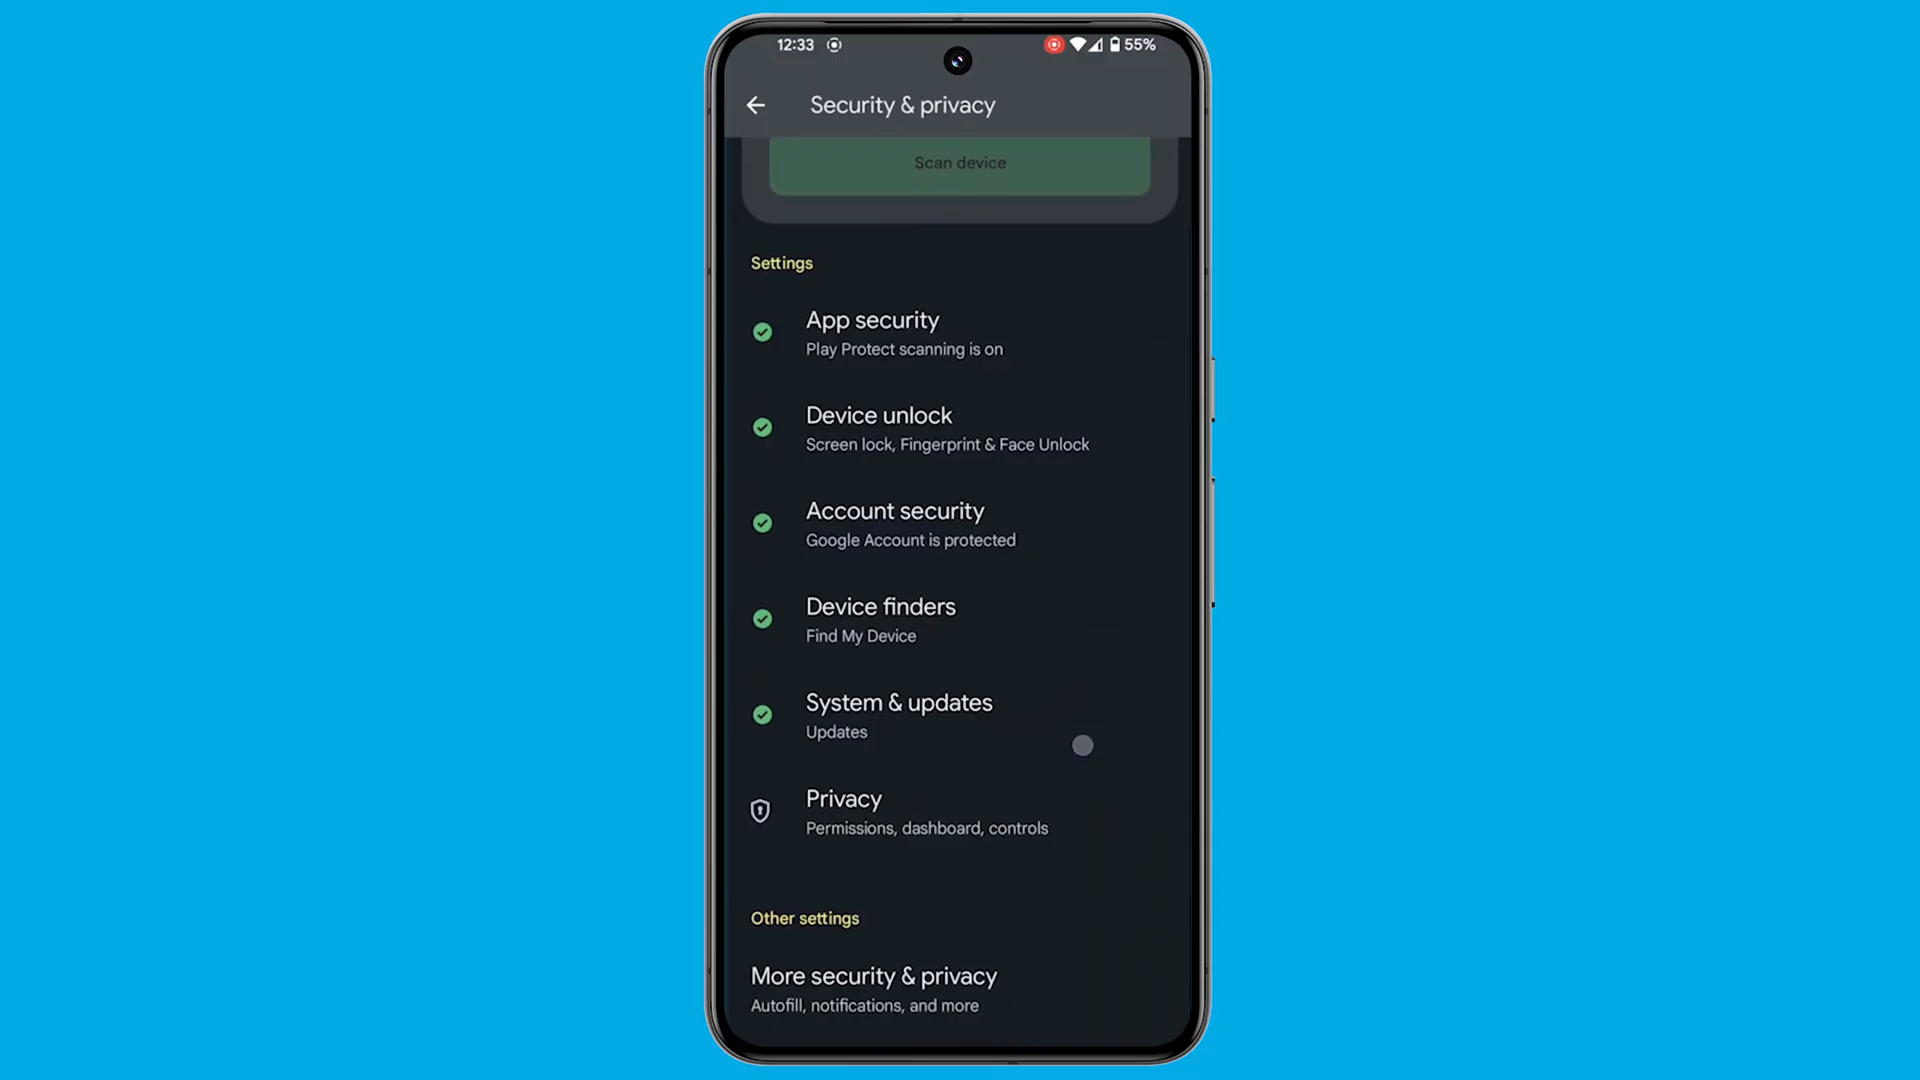 12:33
55%
Security & privacy
Scan device
Settings
App security
Play Protect scanning is on
Device unlock
Screen lock, Fingerprint & Face Unlock
Account security
Google Account is protected
Device finders
Find My Device
System & updates
Updates
Privacy
Permissions, dashboard, controls
Other settings
More security & privacy
Autofill, notifications, and more